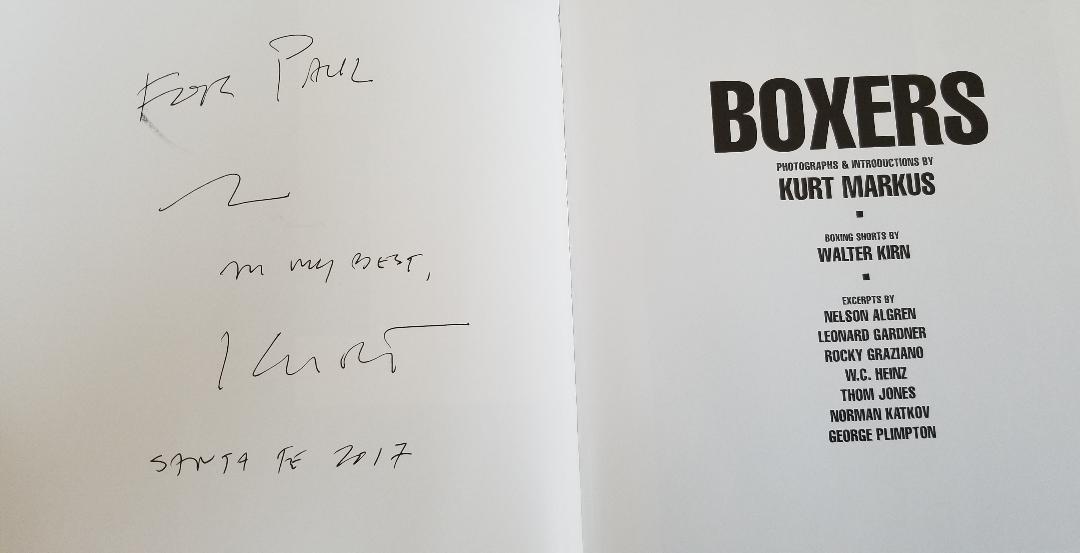 FOR PAUL
m my BEST,
Kurt
SANTA FE 2017
BOXERS
PHOTOGRAPHS & INTRODUCTIONS BY
KURT MARKUS
BOXING SHORTS BY
WALTER KIRN
EXCERPTS BY
NELSON ALGREN
LEONARD GARDNER
ROCKY GRAZIANO
W.C. HEINZ
THOM JONES
NORMAN KATKOV
GEORGE PLIMPTON